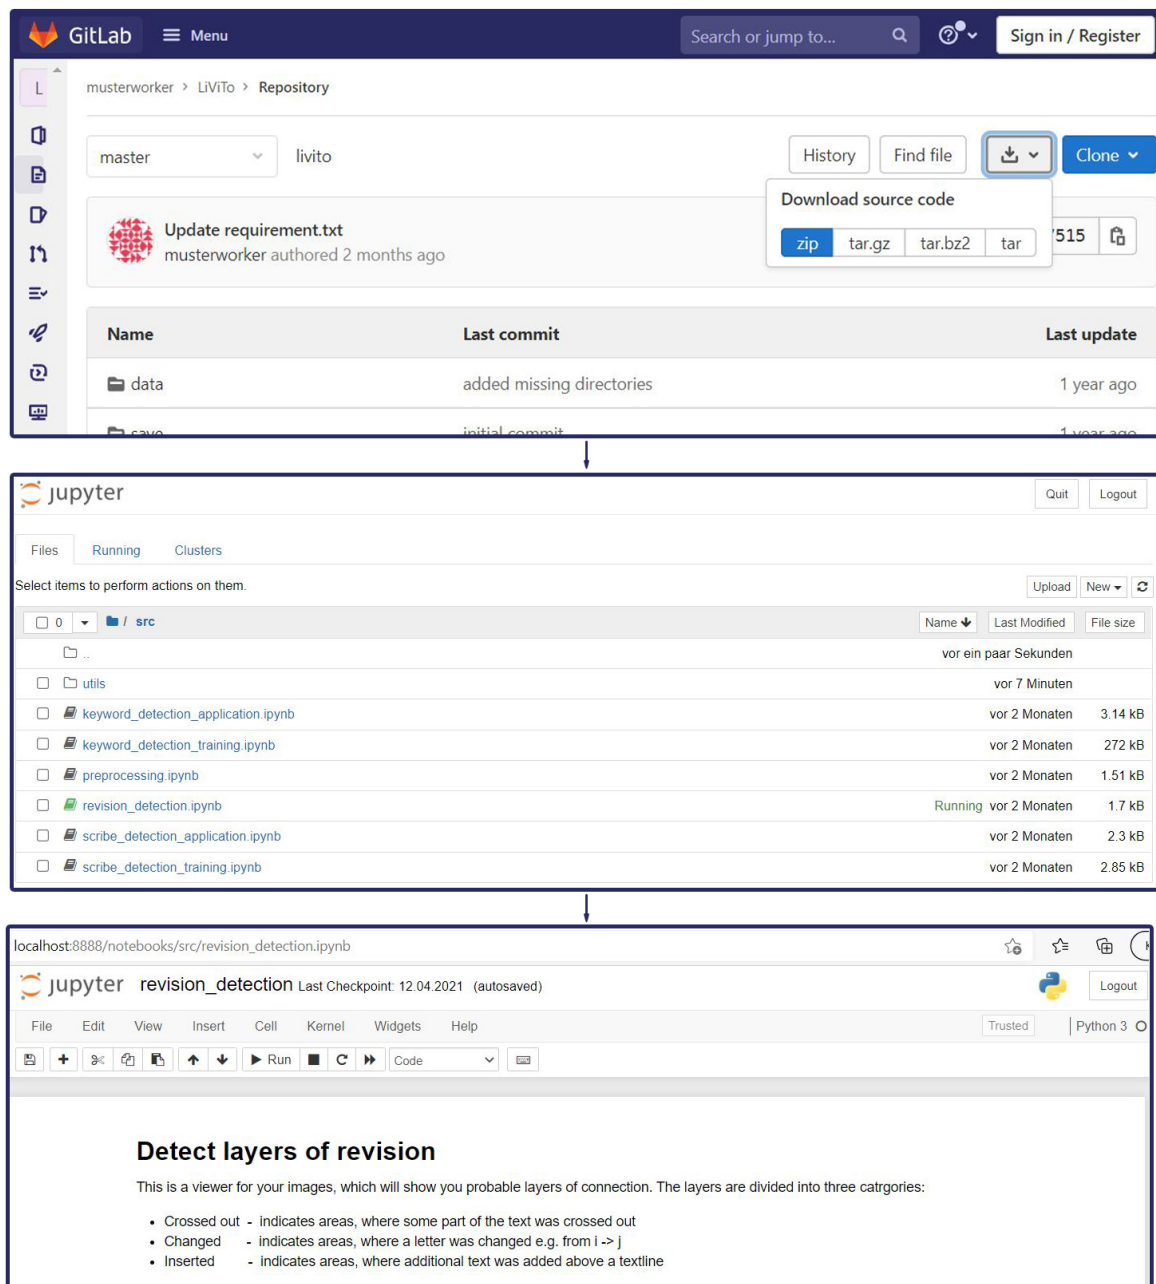 GitLab Menu Search or jump to... Sign in / Register
L musterworker > LiViTo > Repository
master livito History Find file Clone
Download source code
Update requirement.txt
zip tar.gz tar.bz2 tar 515
musterworker authored 2 months ago
Name Last commit Last update
data added missing directories 1 year ago
save initial commit 1 year ago
jupyter Quit Logout
Files Running Clusters
Select items to perform actions on them. Upload New
0 / src Name Last Modified File size
.. vor ein paar Sekunden
utils vor 7 Minuten
keyword_detection_application.ipynb vor 2 Monaten 3.14 kB
keyword_detection_training.ipynb vor 2 Monaten 272 kB
preprocessing.ipynb vor 2 Monaten 1.51 kB
revision_detection.ipynb Running vor 2 Monaten 1.7 kB
scribe_detection_application.ipynb vor 2 Monaten 2.3 kB
scribe_detection_training.ipynb vor 2 Monaten 2.85 kB
localhost:8888/notebooks/src/revision_detection.ipynb
jupyter revision_detection Last Checkpoint: 12.04.2021 (autosaved) Logout
File Edit View Insert Cell Kernel Widgets Help Trusted Python 3
Run Code
Detect layers of revision
This is a viewer for your images, which will show you probable layers of connection. The layers are divided into three catrgories:
• Crossed out - indicates areas, where some part of the text was crossed out
• Changed - indicates areas, where a letter was changed e.g. from i -> j
• Inserted - indicates areas, where additional text was added above a textline